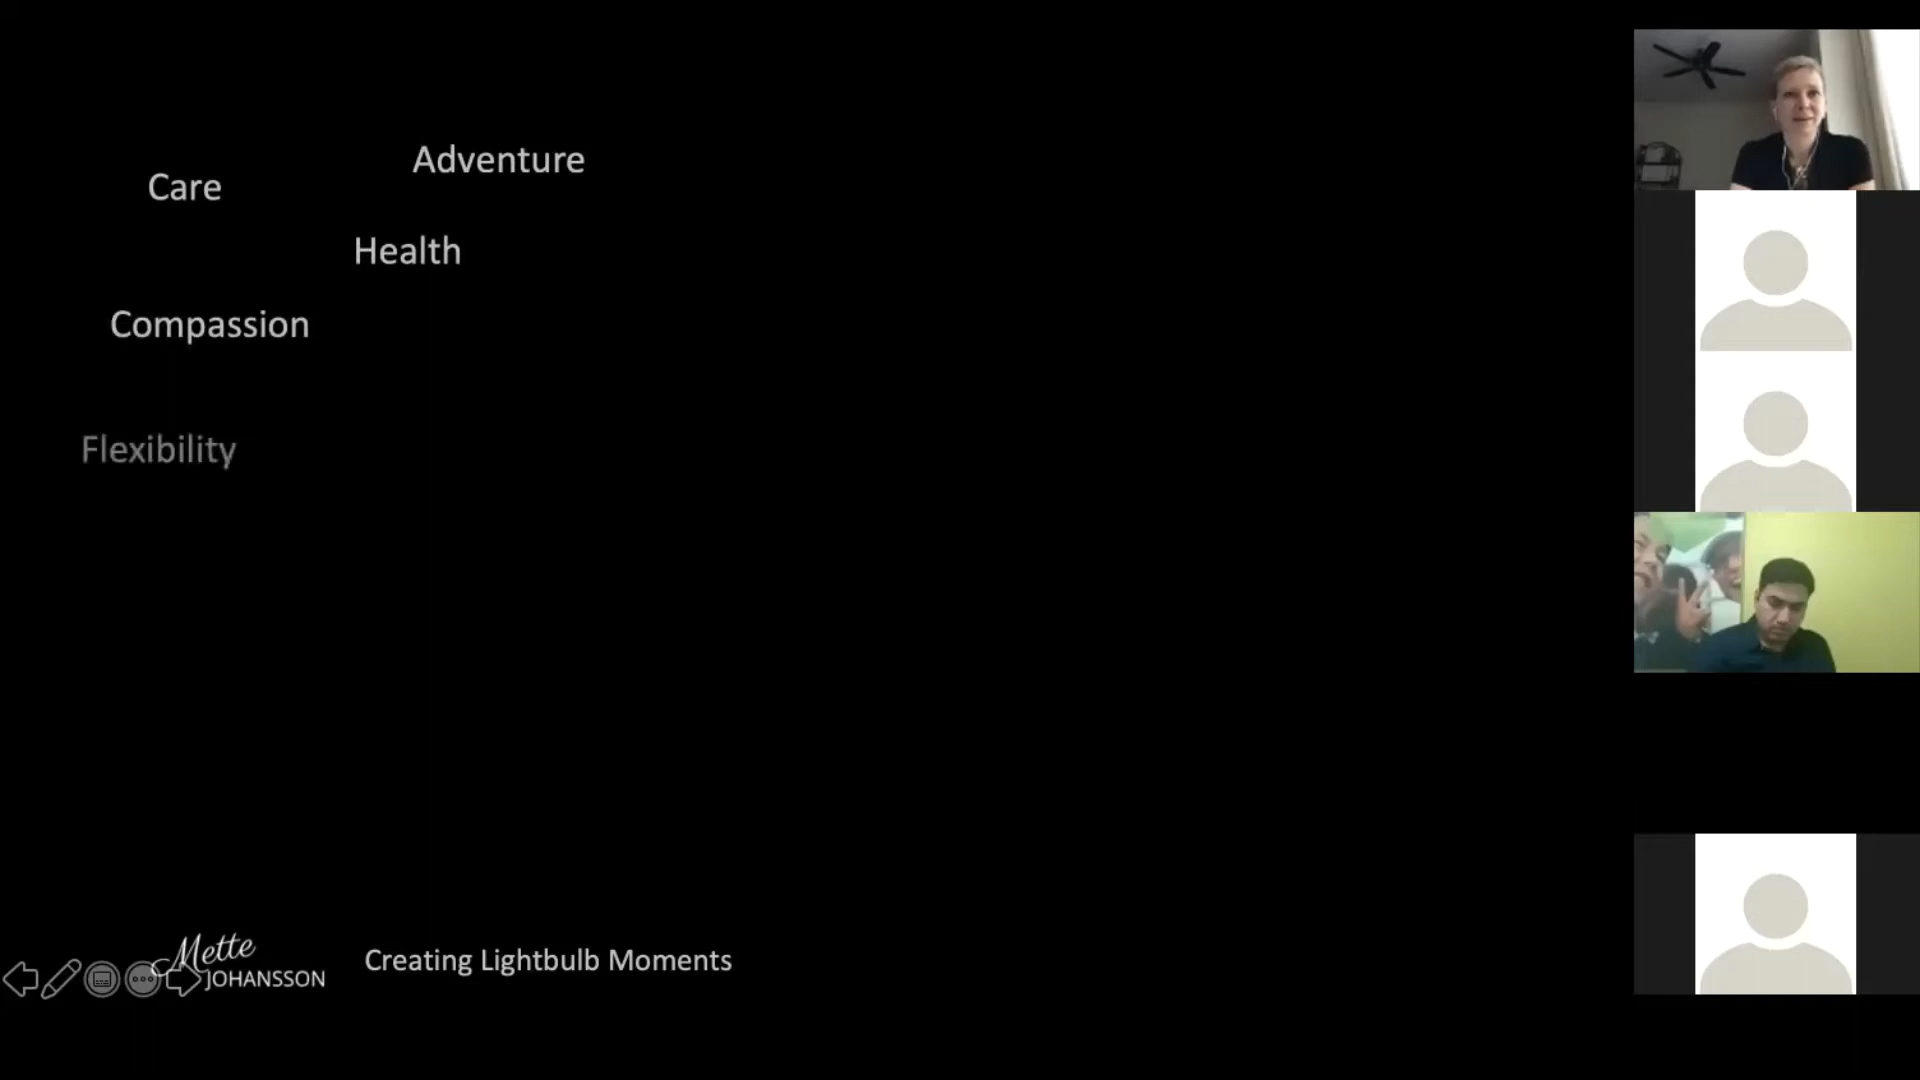 Adventure
Care
Health
Compassion
Flexibility
Mette
JOHANSSON
Creating Lightbulb Moments